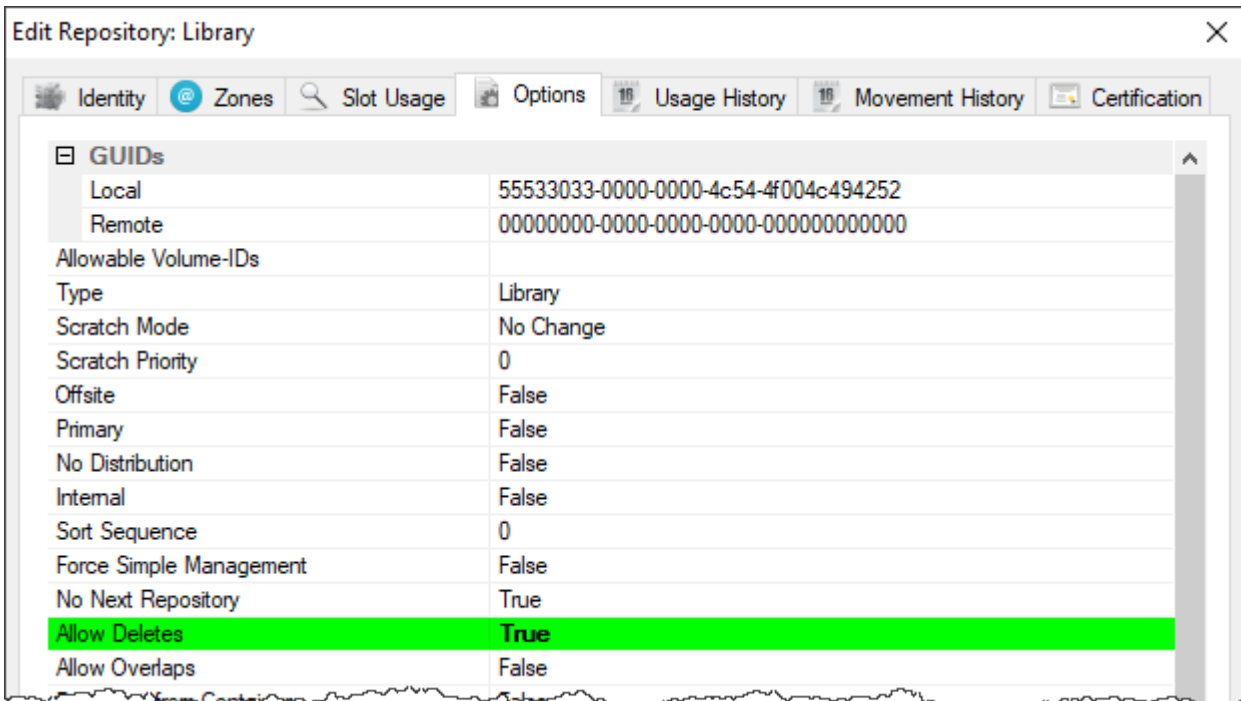 Edit Repository: Library
Identity Zones Slot Usage Options 16 Usage History 16 Movement History Certification
GUIDs
Local 55533033-0000-0000-4c54-4f004c494252
Remote 00000000-0000-0000-0000-000000000000
Allowable Volume-IDs
Type Library
Scratch Mode No Change
Scratch Priority 0
Offsite False
Primary False
No Distribution False
Internal False
Sort Sequence 0
Force Simple Management False
No Next Repository True
Allow Deletes True
Allow Overlaps False